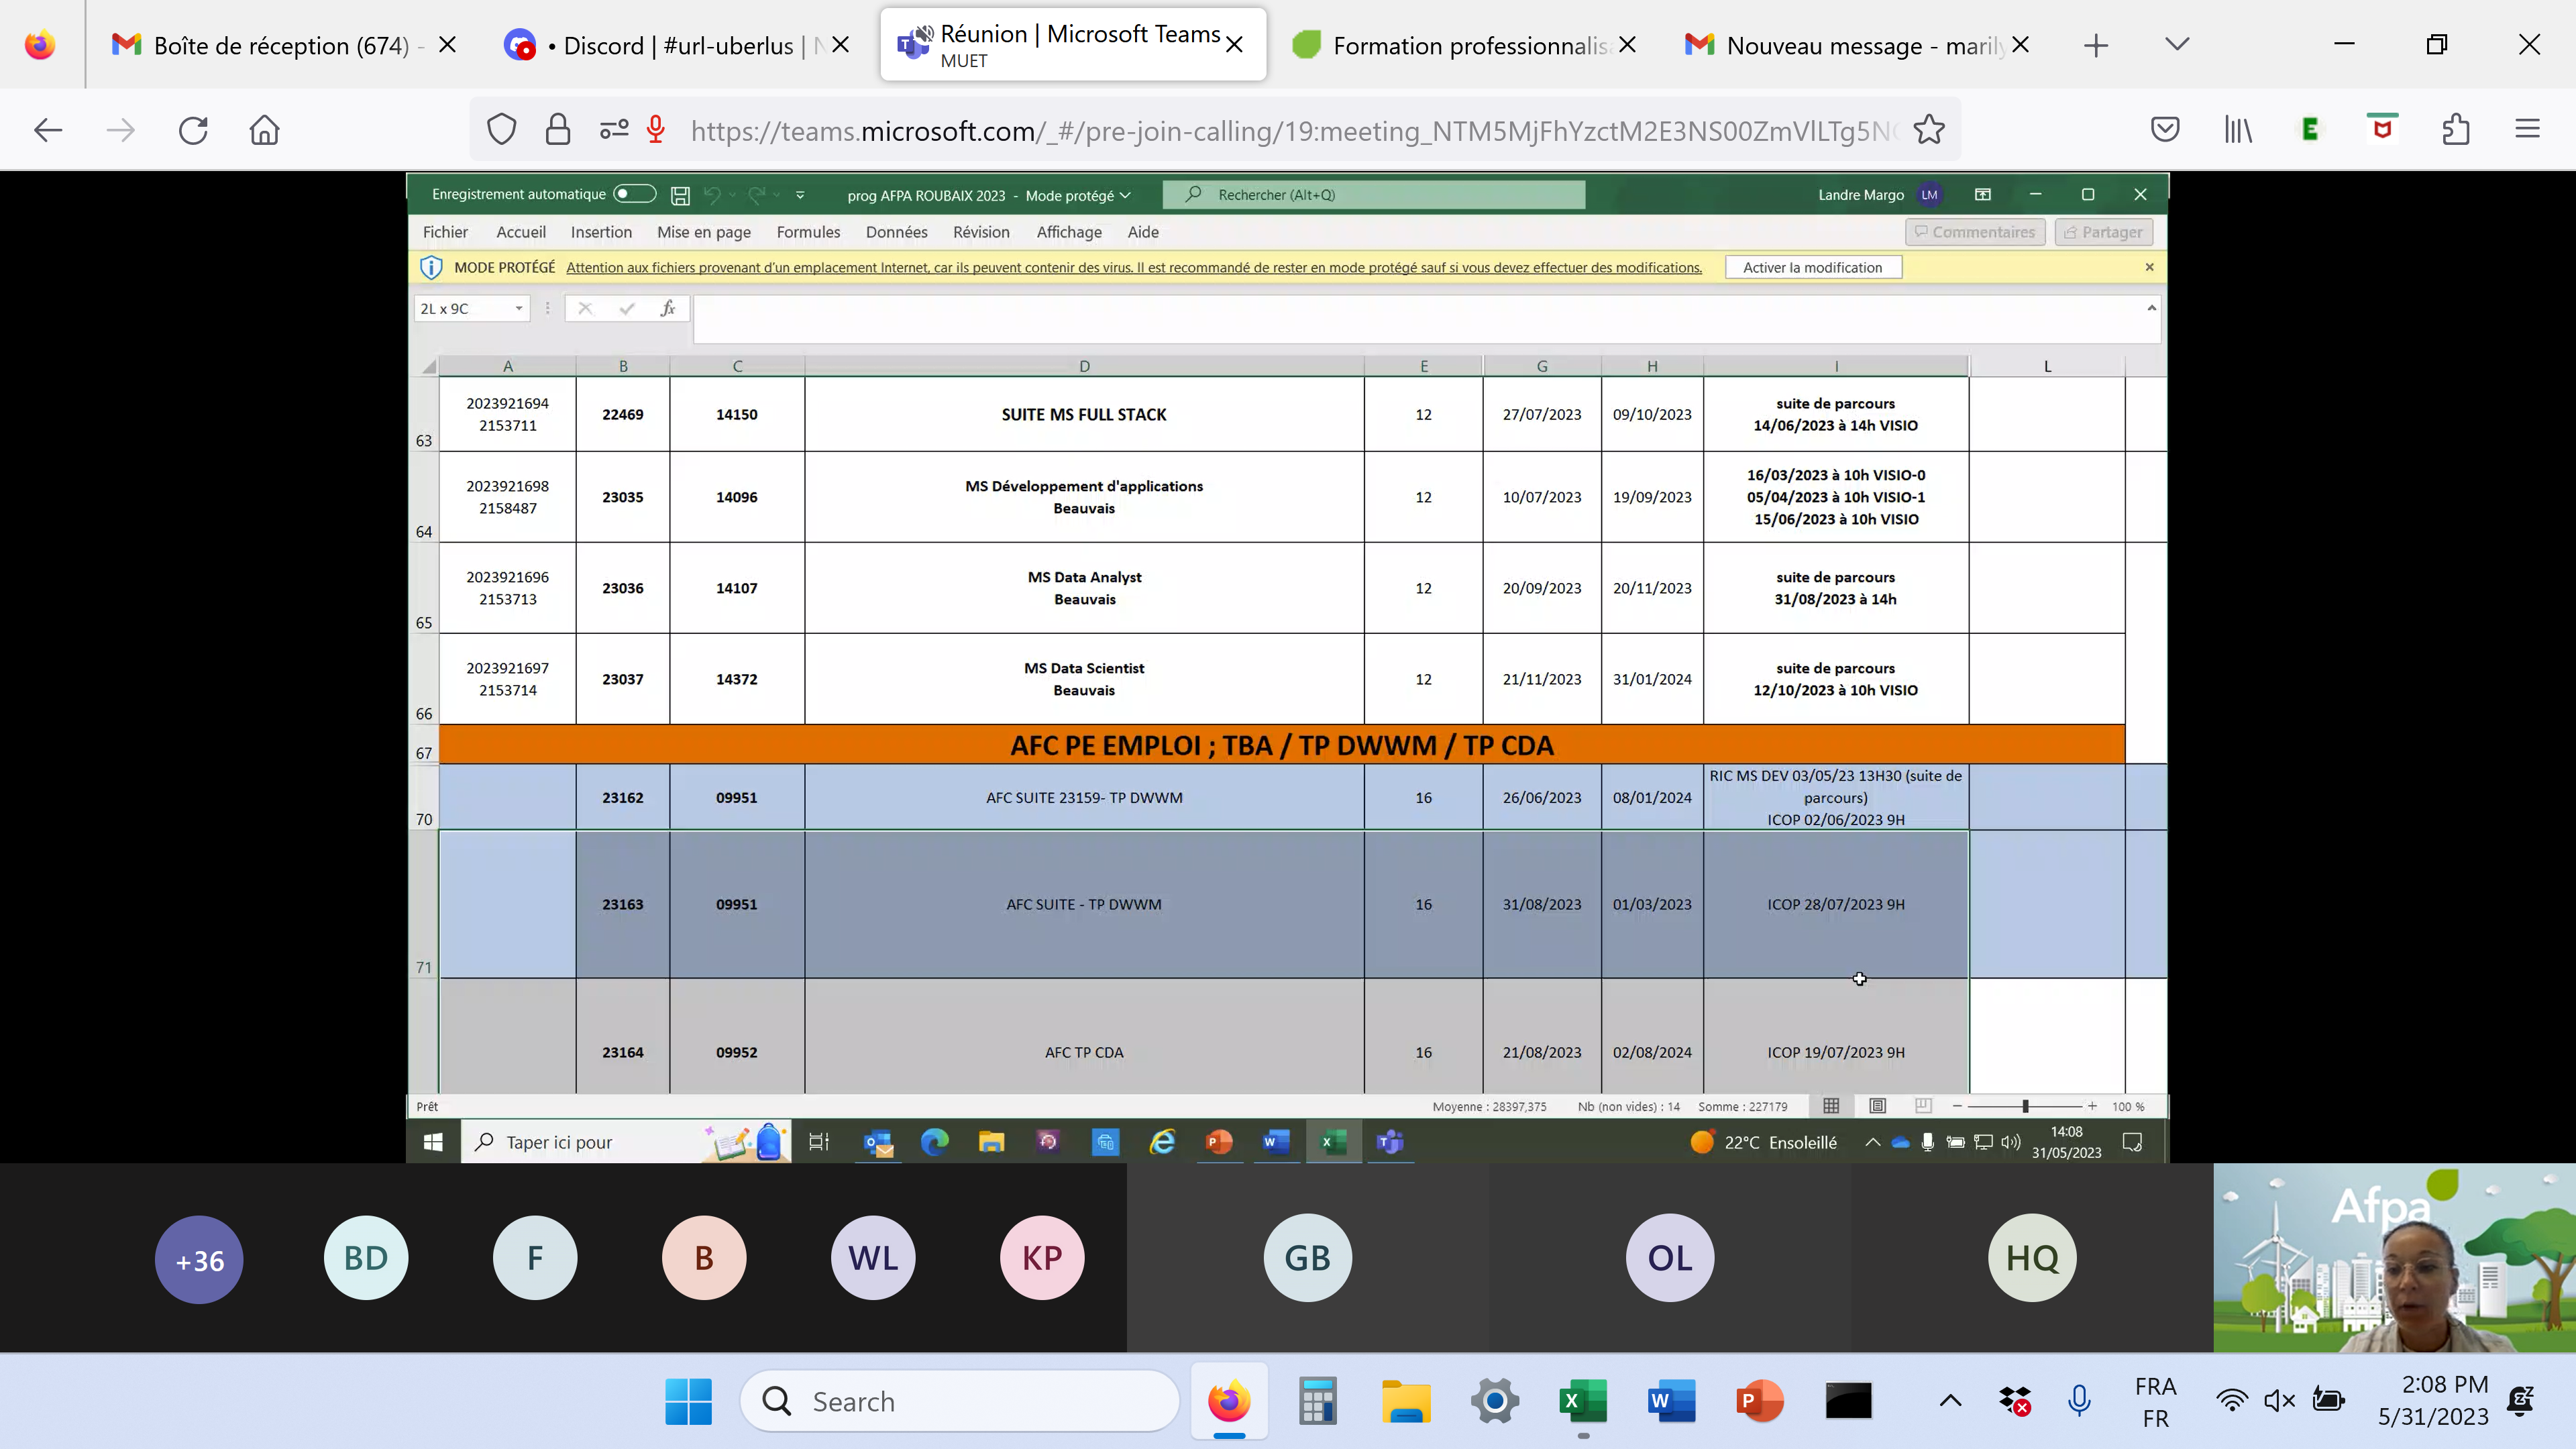 Boîte de réception (674) -
• Discord | #url-uberlus |
Réunion | Microsoft Teams
MUET
Formation professionnalis
Nouveau message - marily
https://teams.microsoft.com/_#/pre-join-calling/19:meeting_NTM5MjFhYzctM2E3NS00ZmVlLTg5N
Enregistrement automatique
prog AFPA ROUBAIX 2023 - Mode protégé
Rechercher (Alt+Q)
Landre Margo
LM
Fichier Accueil Insertion Mise en page Formules Données Révision Affichage Aide
Commentaires
Partager
MODE PROTÉGÉ Attention aux fichiers provenant d'un emplacement Internet, car ils peuvent contenir des virus. Il est recommandé de rester en mode protégé sauf si vous devez effectuer des modifications.
Activer la modification
2L x 9C
fx
A B C D E G H I L
63
2023921694
2153711
22469 14150 SUITE MS FULL STACK 12 27/07/2023 09/10/2023
suite de parcours
14/06/2023 à 14h VISIO
64
2023921698
2158487
23035 14096
MS Développement d'applications
Beauvais
12 10/07/2023 19/09/2023
16/03/2023 à 10h VISIO-0
05/04/2023 à 10h VISIO-1
15/06/2023 à 10h VISIO
65
2023921696
2153713
23036 14107
MS Data Analyst
Beauvais
12 20/09/2023 20/11/2023
suite de parcours
31/08/2023 à 14h
66
2023921697
2153714
23037 14372
MS Data Scientist
Beauvais
12 21/11/2023 31/01/2024
suite de parcours
12/10/2023 à 10h VISIO
67
AFC PE EMPLOI ; TBA / TP DWWM / TP CDA
70
23162 09951 AFC SUITE 23159- TP DWWM 16 26/06/2023 08/01/2024
RIC MS DEV 03/05/23 13H30 (suite de
parcours)
ICOP 02/06/2023 9H
71
23163 09951 AFC SUITE - TP DWWM 16 31/08/2023 01/03/2023 ICOP 28/07/2023 9H
23164 09952 AFC TP CDA 16 21/08/2023 02/08/2024 ICOP 19/07/2023 9H
Prêt
Moyenne : 28397,375 Nb (non vides) : 14 Somme : 227179
100 %
Taper ici pour
22°C Ensoleillé
14:08
31/05/2023
+36
BD
F
B
WL
KP
GB
OL
HQ
Afpa
Search
FRA
FR
2:08 PM
5/31/2023